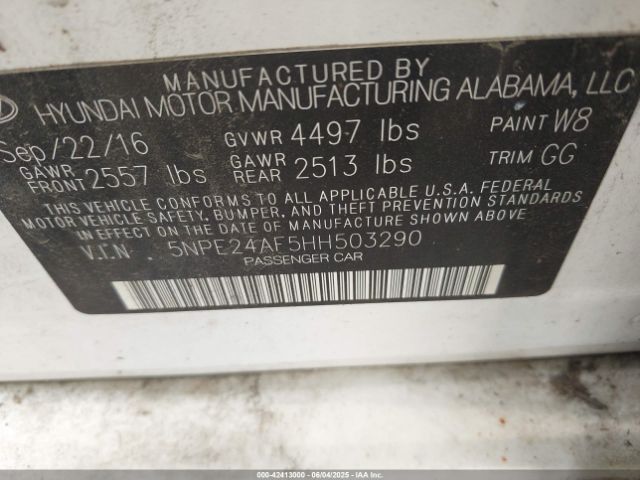 MANUFACTURED BY
HYUNDAI MOTOR MANUFACTURING ALABAMA, LLC
Sep/22/16 GVWR 4497 lbs PAINT W8
GAWR FRONT 2557 lbs GAWR REAR 2513 lbs TRIM GG
THIS VEHICLE CONFORMS TO ALL APPLICABLE U.S.A. FEDERAL
MOTOR VEHICLE SAFETY, BUMPER, AND THEFT PREVENTION
STANDARDS IN EFFECT ON THE DATE OF MANUFACTURE SHOWN ABOVE.
V.I.N 5NPE24AF5HH503290
PASSENGER CAR
000-42413000 - 06/04/2025 - IAAI, Inc.